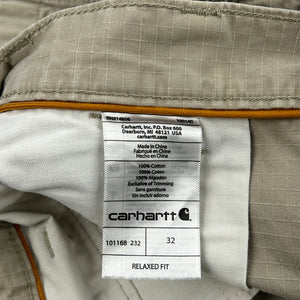 Carhartt, Inc. P.O. Box 600
Dearborn, MI 48121 USA
carhartt.com
Made in China
Fabriqué en China
Hecho en China
100% Cotton
100% Coton
100% Algodón
Exclusive of Trimming
Sans garniture
Sin incluir adorno
carhartt
101168 232
32
RELAXED FIT